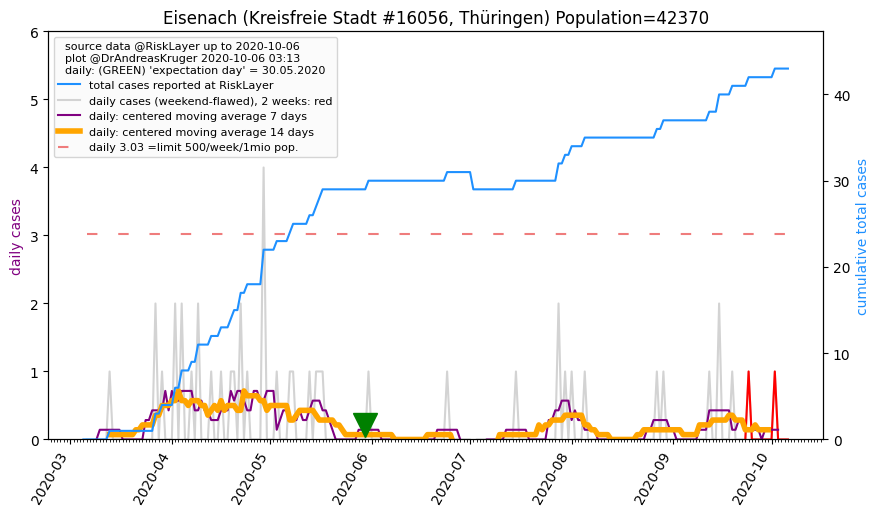 Eisenach (Kreisfreie Stadt #16056, Thüringen) Population=42370
source data @RiskLayer up to 2020-10-06
plot @DrAndreasKruger 2020-10-06 03:13
daily: (GREEN) 'expectation day' = 30.05.2020
total cases reported at RiskLayer
daily cases (weekend-flawed), 2 weeks: red
daily: centered moving average 7 days
daily: centered moving average 14 days
daily 3.03 =limit 500/week/1mio pop.
daily cases
6
5
4
3
2
1
0
cumulative total cases
40
30
20
10
0
2020-03
2020-04
2020-05
2020-06
2020-07
2020-08
2020-09
2020-10